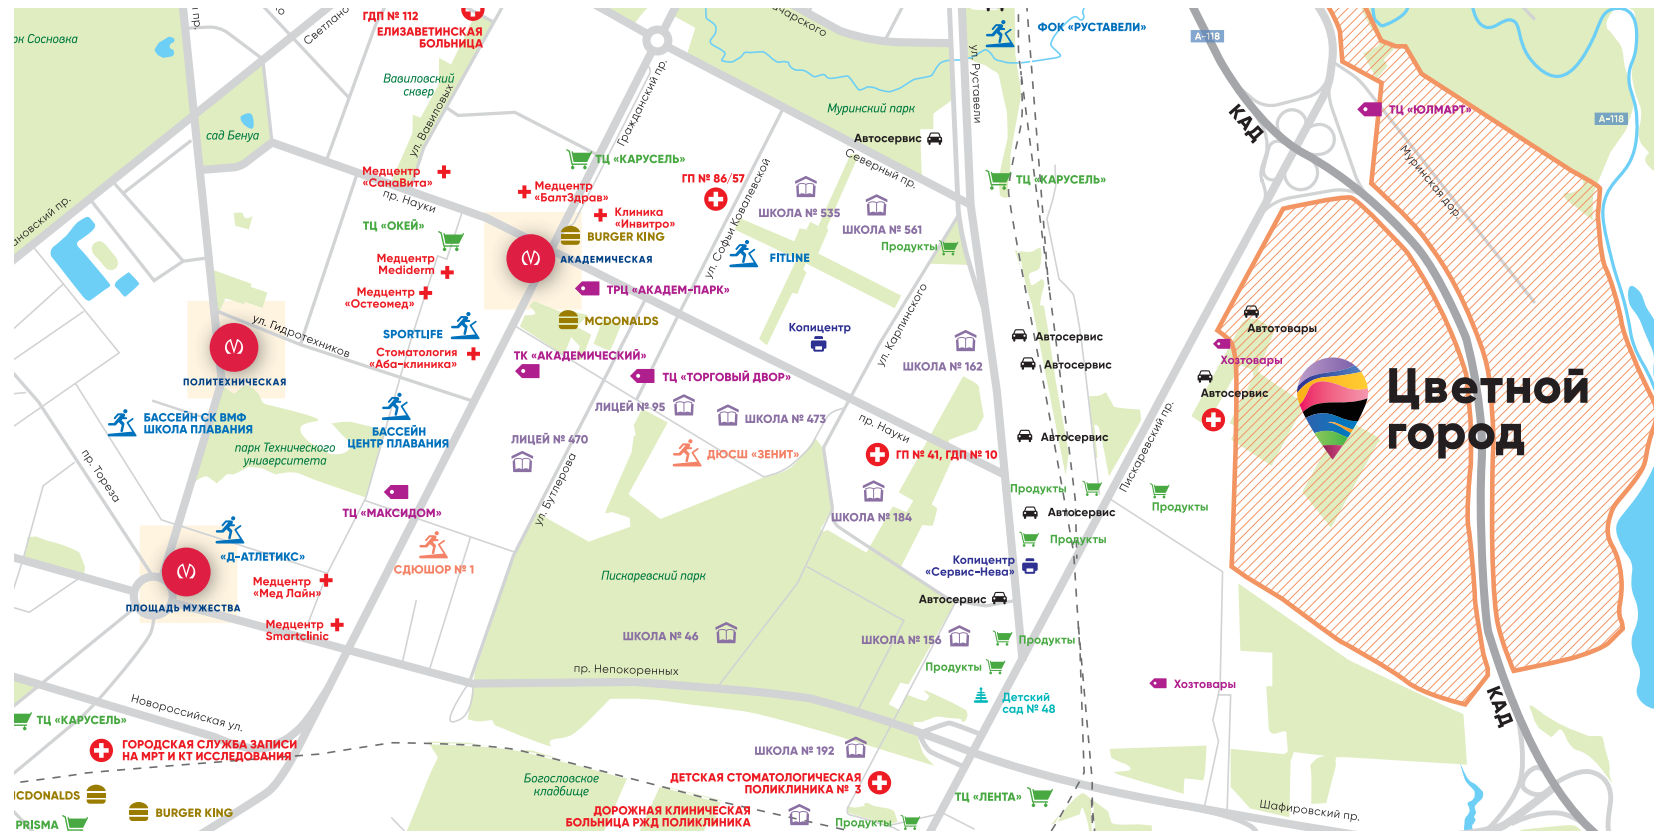 ГДП № 112
ЕЛИЗАВЕТИНСКАЯ
БОЛЬНИЦА
ФОК «РУСТАВЕЛИ»
А-118
рк Сосновка
пр.
Вавиловский
сквер
ул. Вавиловых
Гражданский пр.
ул. Руставели
Муринский парк
КАД
ТЦ «ЮЛМАРТ»
А-118
сад Бенуа
Автосервис
Северный пр.
Муринская дор.
Медцентр
«СанаВита»
ТЦ «КАРУСЕЛЬ»
ГП № 86/57
ул. Софьи Ковалевской
ТЦ «КАРУСЕЛЬ»
Медцентр
«БалтЗдрав»
пр. Науки
Клиника
«Инвитро»
ШКОЛА № 535
ШКОЛА № 561
ТЦ «ОКЕЙ»
BURGER KING
Продукты
АКАДЕМИЧЕСКАЯ
FITLINE
Медцентр
Mediderm
Медцентр
«Остеомед»
ТРЦ «АКАДЕМ-ПАРК»
ул. Карпинского
ул. Гидротехников
SPORTLIFE
MCDONALDS
Копицентр
Автотовары
Автосервис
Стоматология
«Аба-клиника»
ТК «АКАДЕМИЧЕСКИЙ»
ШКОЛА № 162
Автосервис
Хозтовары
ПОЛИТЕХНИЧЕСКАЯ
ТЦ «ТОРГОВЫЙ ДВОР»
Автосервис
Цветной
город
БАССЕЙН СК ВМФ
ШКОЛА ПЛАВАНИЯ
БАССЕЙН
ЦЕНТР ПЛАВАНИЯ
ЛИЦЕЙ № 95
ШКОЛА № 473
пр. Науки
Пискаревский пр.
парк Технического
университета
ЛИЦЕЙ № 470
ДЮСШ «ЗЕНИТ»
ГП № 41, ГДП № 10
Автосервис
пр. Тореза
ул. Бутлерова
Продукты
Продукты
ТЦ «МАКСИДОМ»
ШКОЛА № 184
Автосервис
Продукты
«Д-АТЛЕТИКС»
СДЮШОР № 1
Пискаревский парк
Копицентр
«Сервис-Нева»
Медцентр
«Мед Лайн»
Автосервис
ПЛОЩАДЬ МУЖЕСТВА
Медцентр
Smartclinic
ШКОЛА № 46
ШКОЛА № 156
Продукты
Продукты
пр. Непокоренных
Хозтовары
КАД
Детский
сад № 48
Новороссийская ул.
ТЦ «КАРУСЕЛЬ»
ГОРОДСКАЯ СЛУЖБА ЗАПИСИ
НА МРТ И КТ ИССЛЕДОВАНИЯ
ШКОЛА № 192
Богословское
кладбище
ДЕТСКАЯ СТОМАТОЛОГИЧЕСКАЯ
ПОЛИКЛИНИКА № 3
ТЦ «ЛЕНТА»
CDONALDS
BURGER KING
ДОРОЖНАЯ КЛИНИЧЕСКАЯ
БОЛЬНИЦА РЖД ПОЛИКЛИНИКА
Продукты
Шафировский пр.
PRISMA